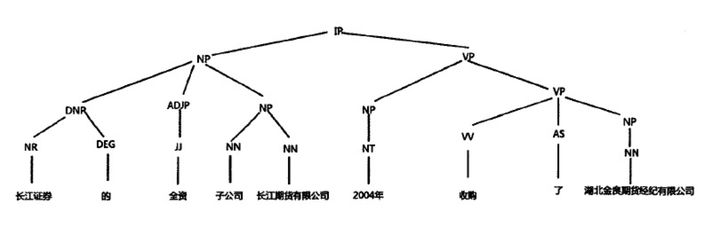 IP
NP VP
DNR ADJP NP NP VP
NR DEG JJ NN NN NT VV AS NP
NN
长江证券 的 全资 子公司 长江期货有限公司 2004年 收购 了 湖北金良期货经纪有限公司